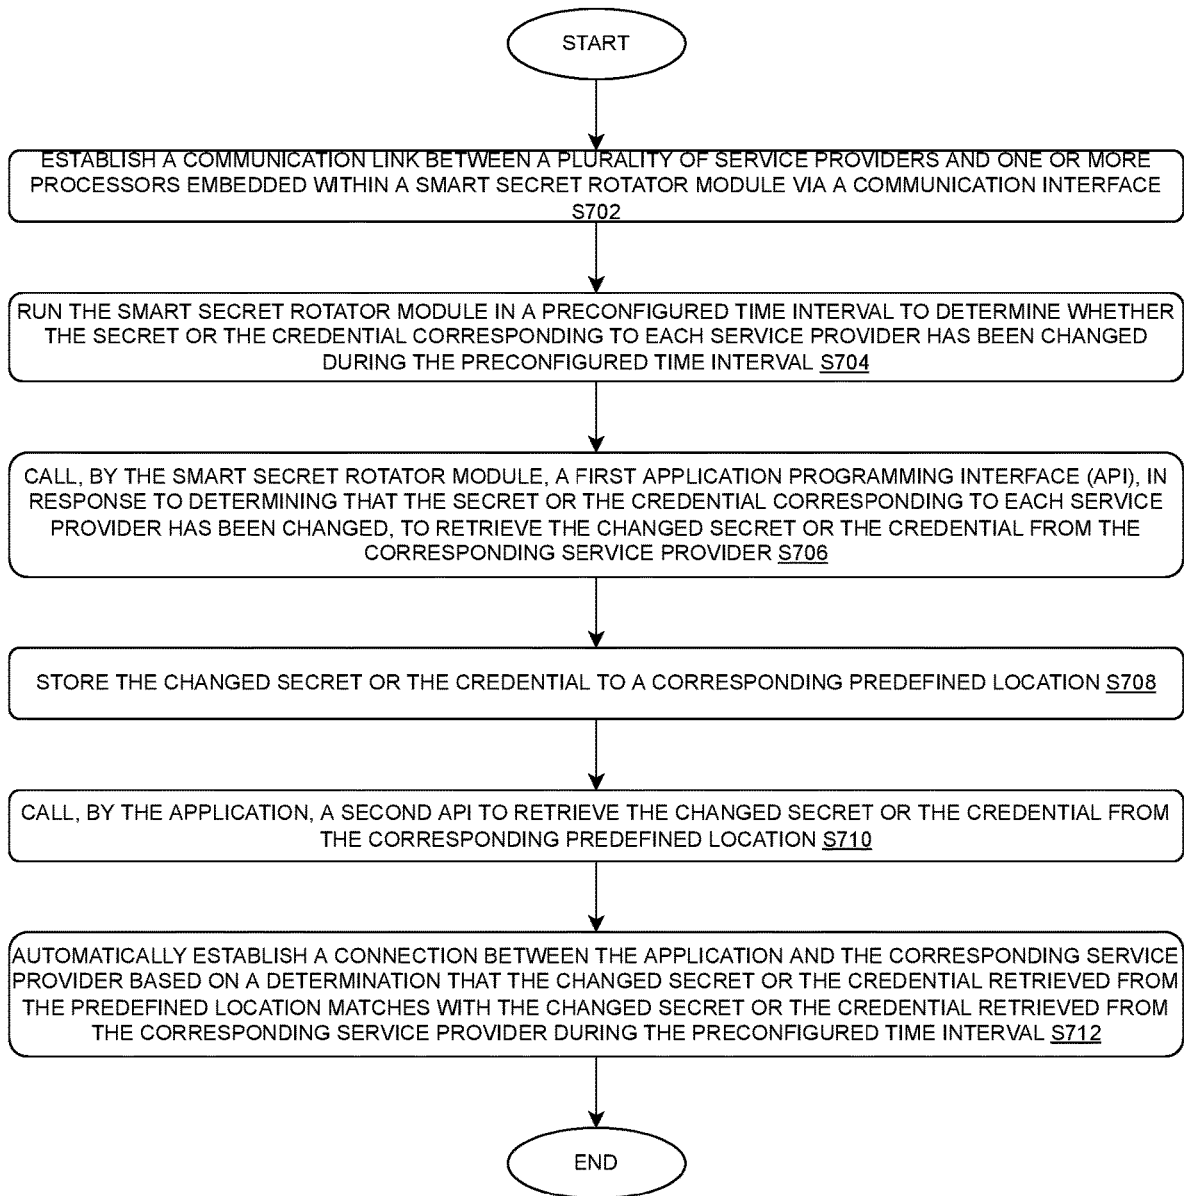 START
ESTABLISH A COMMUNICATION LINK BETWEEN A PLURALITY OF SERVICE PROVIDERS AND ONE OR MORE
PROCESSORS EMBEDDED WITHIN A SMART SECRET ROTATOR MODULE VIA A COMMUNICATION INTERFACE
S702
RUN THE SMART SECRET ROTATOR MODULE IN A PRECONFIGURED TIME INTERVAL TO DETERMINE WHETHER
THE SECRET OR THE CREDENTIAL CORRESPONDING TO EACH SERVICE PROVIDER HAS BEEN CHANGED
DURING THE PRECONFIGURED TIME INTERVAL S704
CALL, BY THE SMART SECRET ROTATOR MODULE, A FIRST APPLICATION PROGRAMMING INTERFACE (API), IN
RESPONSE TO DETERMINING THAT THE SECRET OR THE CREDENTIAL CORRESPONDING TO EACH SERVICE
PROVIDER HAS BEEN CHANGED, TO RETRIEVE THE CHANGED SECRET OR THE CREDENTIAL FROM THE
CORRESPONDING SERVICE PROVIDER S706
STORE THE CHANGED SECRET OR THE CREDENTIAL TO A CORRESPONDING PREDEFINED LOCATION S708
CALL, BY THE APPLICATION, A SECOND API TO RETRIEVE THE CHANGED SECRET OR THE CREDENTIAL FROM
THE CORRESPONDING PREDEFINED LOCATION S710
AUTOMATICALLY ESTABLISH A CONNECTION BETWEEN THE APPLICATION AND THE CORRESPONDING SERVICE
PROVIDER BASED ON A DETERMINATION THAT THE CHANGED SECRET OR THE CREDENTIAL RETRIEVED FROM
THE PREDEFINED LOCATION MATCHES WITH THE CHANGED SECRET OR THE CREDENTIAL RETRIEVED FROM
THE CORRESPONDING SERVICE PROVIDER DURING THE PRECONFIGURED TIME INTERVAL S712
END